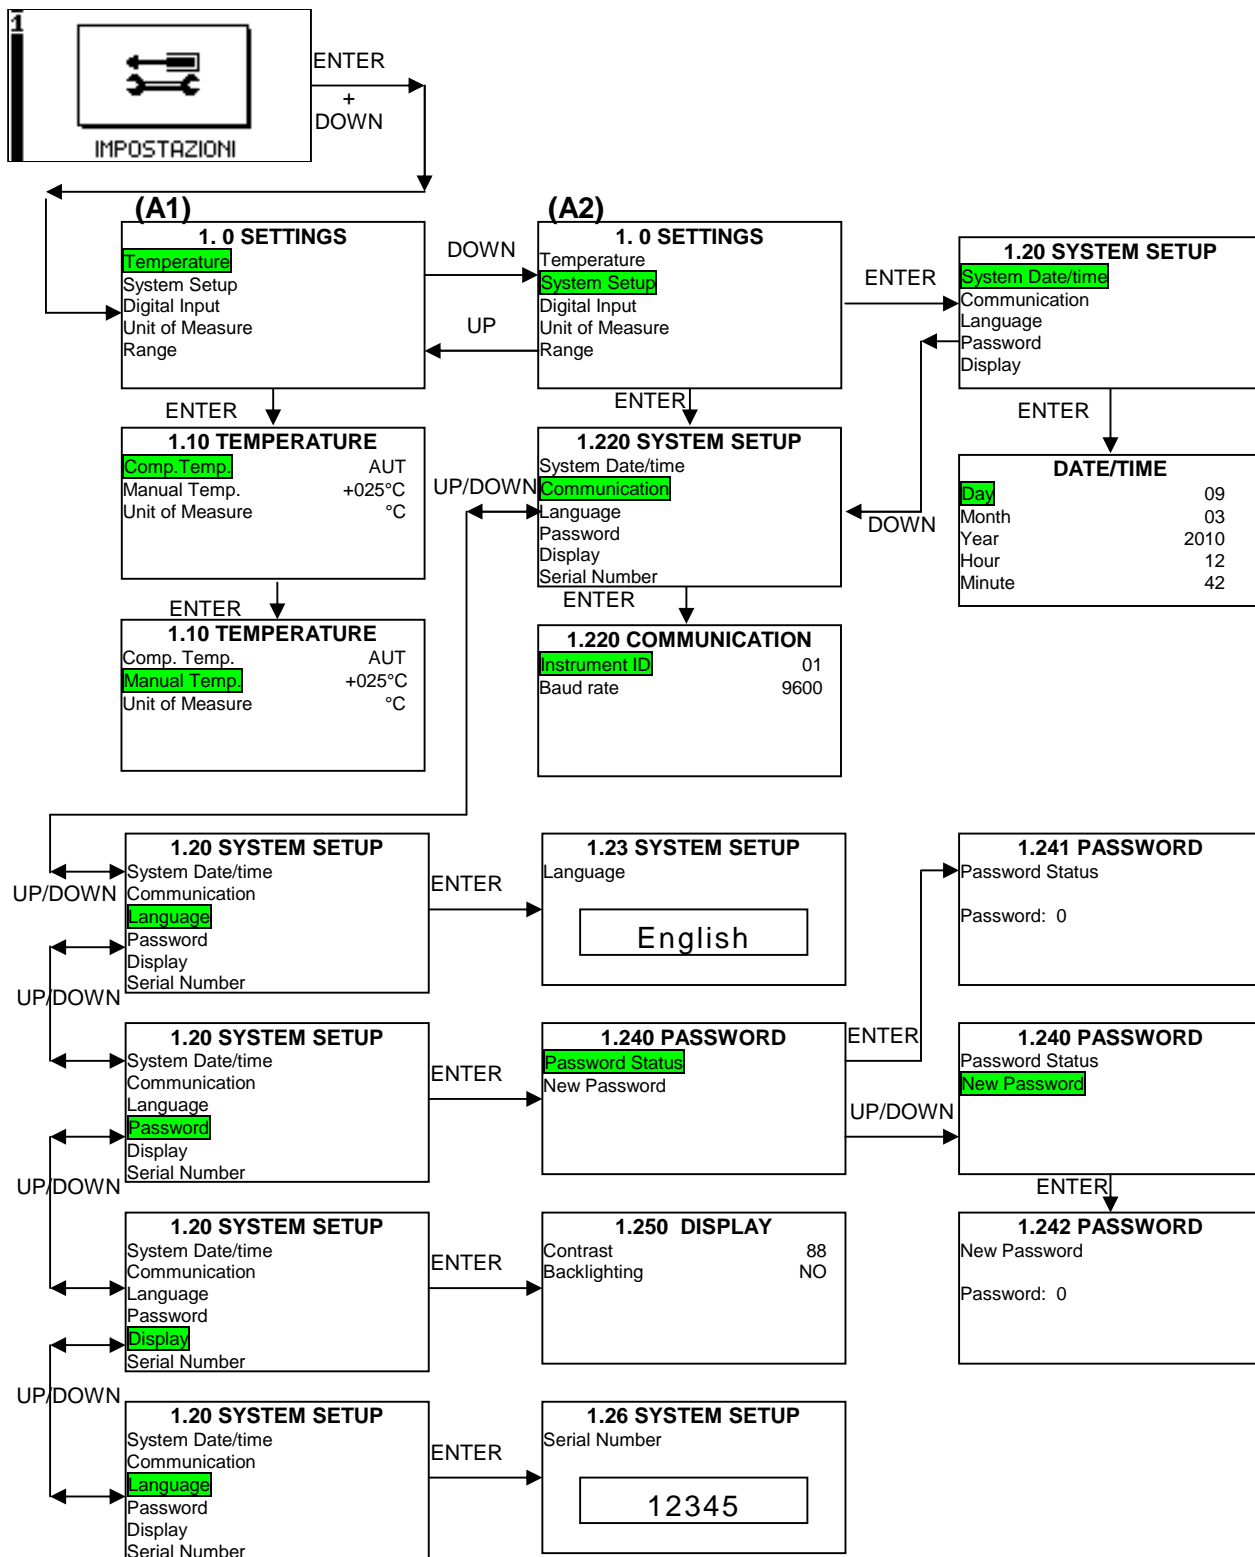 1
ENTER
+
DOWN
IMPOSTAZIONI
(A1)
1. 0 SETTINGS
Temperature
System Setup
Digital Input
Unit of Measure
Range
DOWN
UP
(A2)
1. 0 SETTINGS
Temperature
System Setup
Digital Input
Unit of Measure
Range
ENTER
1.20 SYSTEM SETUP
System Date/time
Communication
Language
Password
Display
ENTER
1.10 TEMPERATURE
Comp.Temp. AUT
Manual Temp. +025°C
Unit of Measure °C
UP/DOWN
ENTER
1.220 SYSTEM SETUP
System Date/time
Communication
Language
Password
Display
Serial Number
DOWN
ENTER
DATE/TIME
Day 09
Month 03
Year 2010
Hour 12
Minute 42
ENTER
1.10 TEMPERATURE
Comp. Temp. AUT
Manual Temp. +025°C
Unit of Measure °C
ENTER
1.220 COMMUNICATION
Instrument ID 01
Baud rate 9600
UP/DOWN
1.20 SYSTEM SETUP
System Date/time
Communication
Language
Password
Display
Serial Number
ENTER
1.23 SYSTEM SETUP
Language
English
1.241 PASSWORD
Password Status
Password: 0
UP/DOWN
1.20 SYSTEM SETUP
System Date/time
Communication
Language
Password
Display
Serial Number
ENTER
1.240 PASSWORD
Password Status
New Password
ENTER
UP/DOWN
1.240 PASSWORD
Password Status
New Password
ENTER
UP/DOWN
1.20 SYSTEM SETUP
System Date/time
Communication
Language
Password
Display
Serial Number
ENTER
1.250 DISPLAY
Contrast 88
Backlighting NO
1.242 PASSWORD
New Password
Password: 0
UP/DOWN
1.20 SYSTEM SETUP
System Date/time
Communication
Language
Password
Display
Serial Number
ENTER
1.26 SYSTEM SETUP
Serial Number
12345